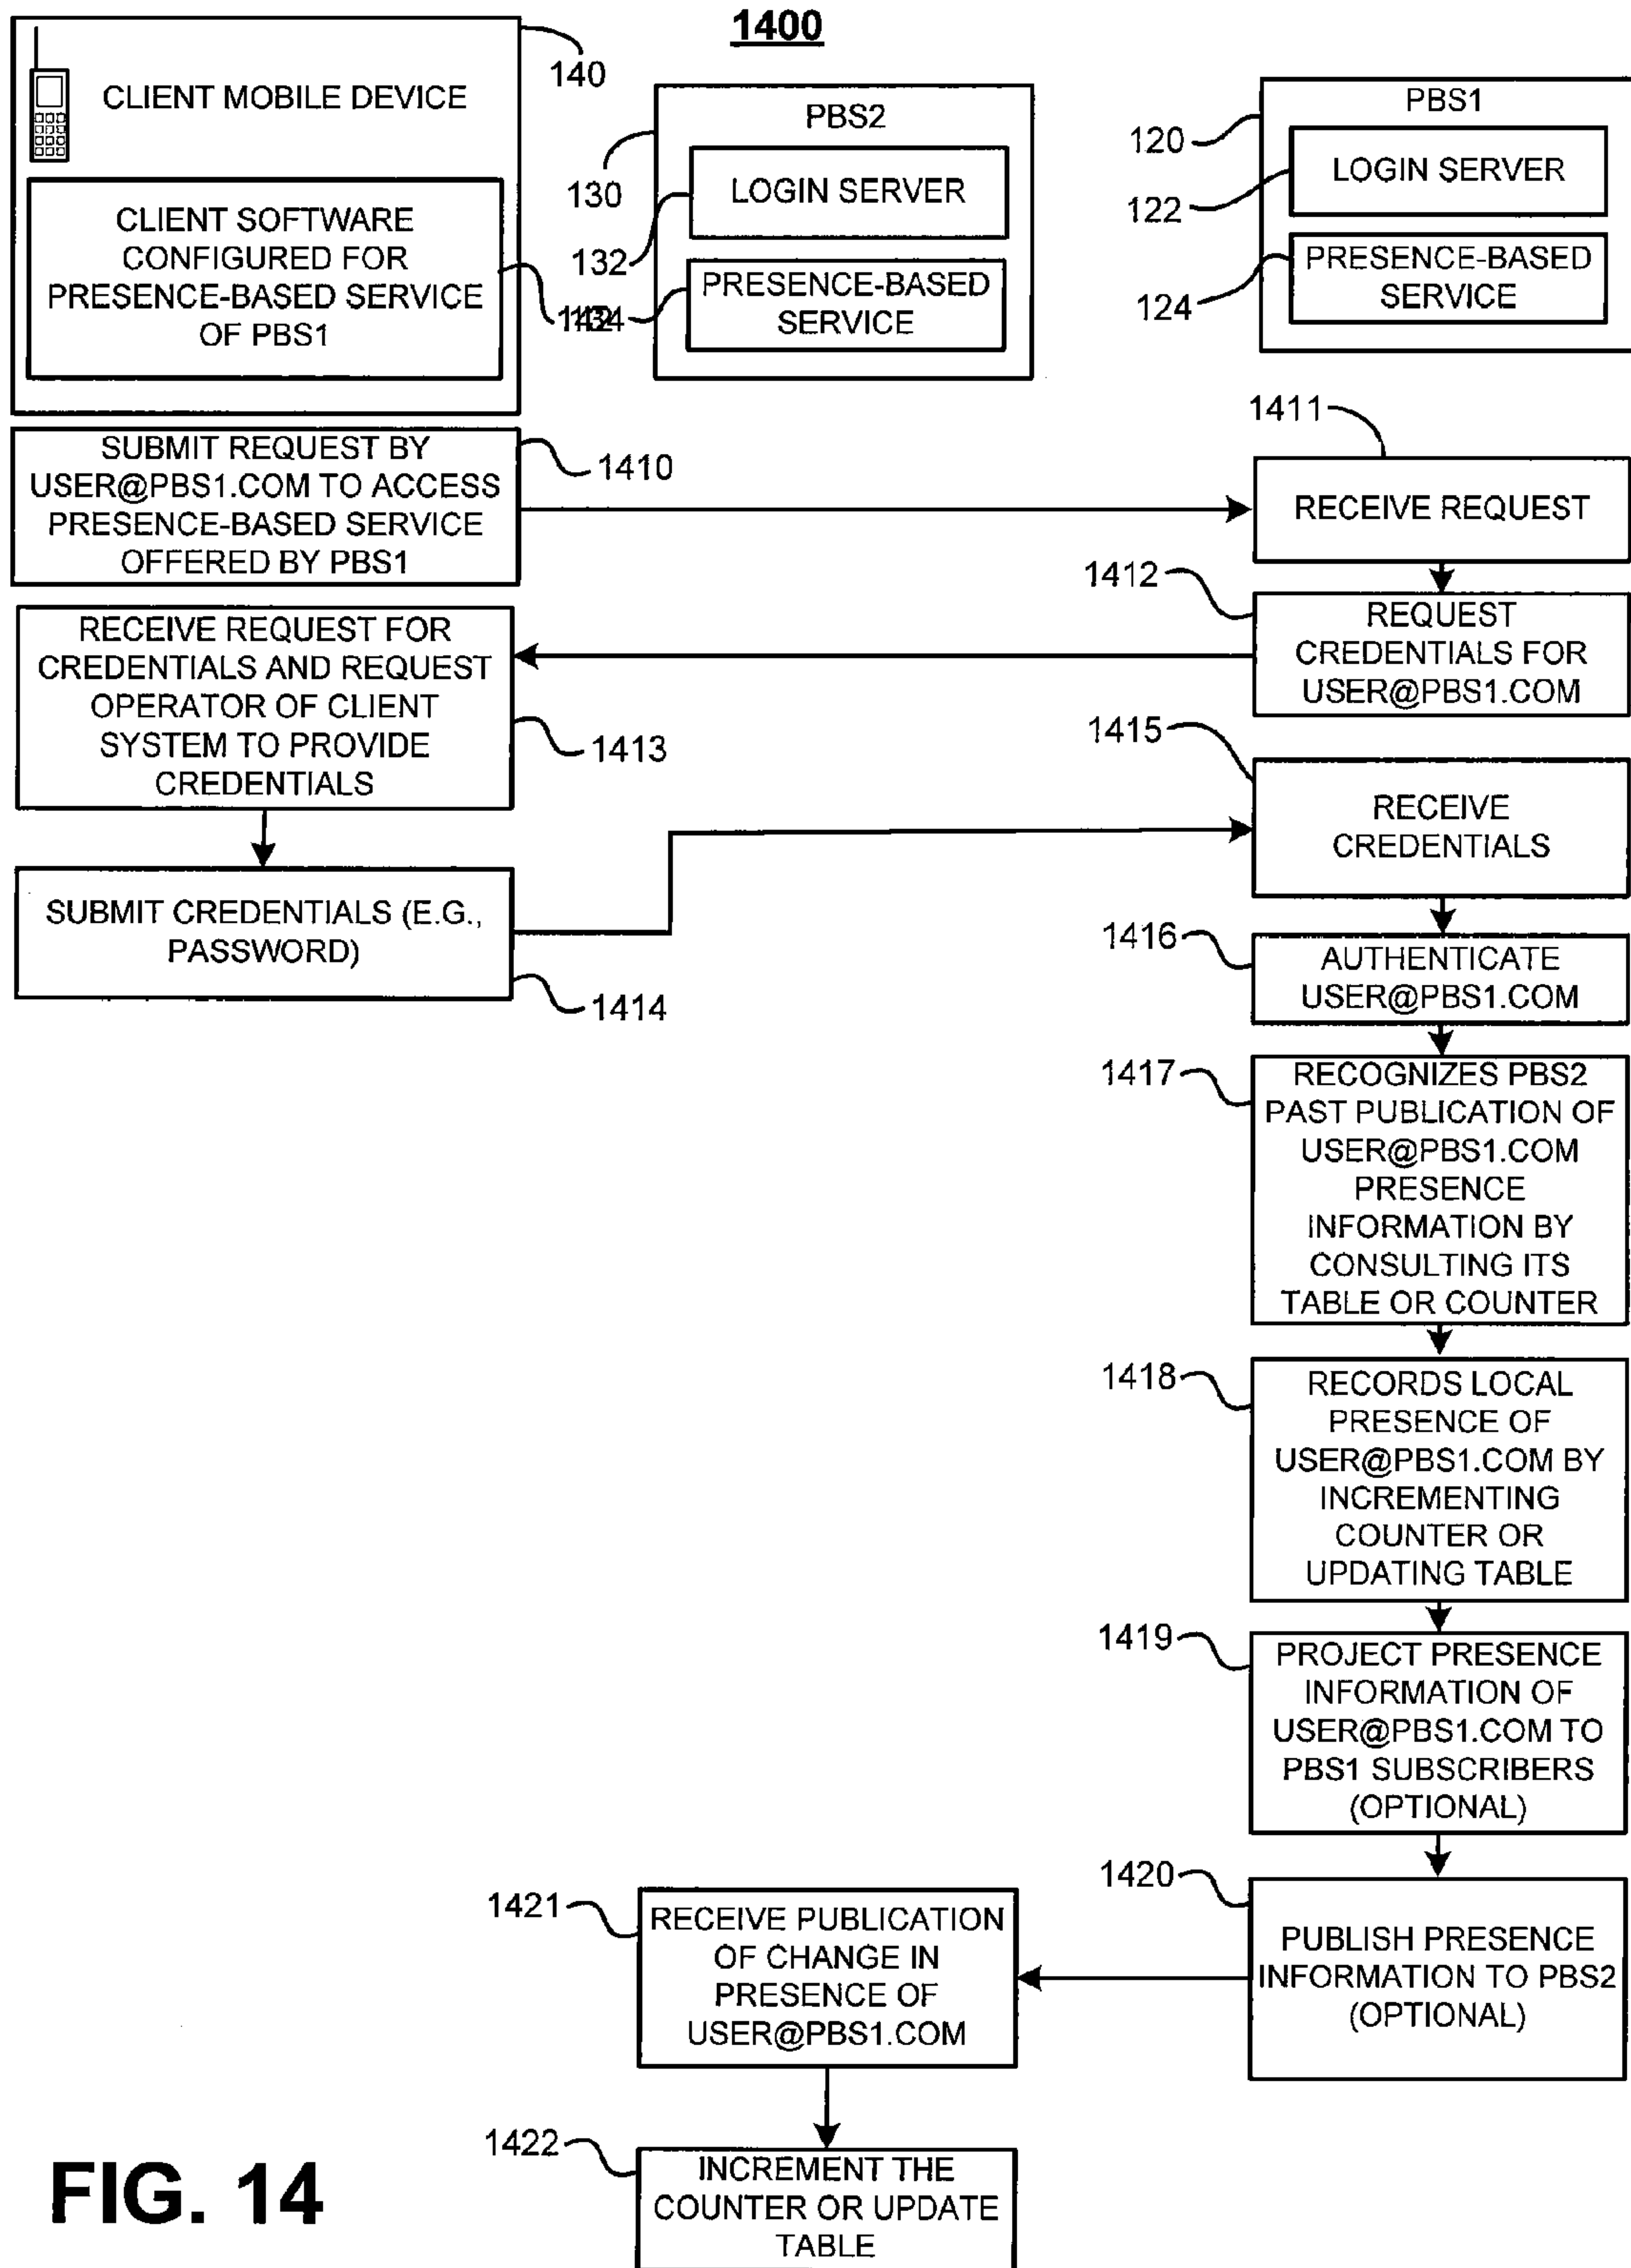 1400
140
CLIENT MOBILE DEVICE
CLIENT SOFTWARE
CONFIGURED FOR
PRESENCE-BASED SERVICE
OF PBS1
PBS2
130
LOGIN SERVER
132
PRESENCE-BASED
SERVICE
PBS1
120
LOGIN SERVER
122
PRESENCE-BASED
SERVICE
124
SUBMIT REQUEST BY
USER@PBS1.COM TO ACCESS
PRESENCE-BASED SERVICE
OFFERED BY PBS1
1410
1411
RECEIVE REQUEST
1412
REQUEST
CREDENTIALS FOR
USER@PBS1.COM
RECEIVE REQUEST FOR
CREDENTIALS AND REQUEST
OPERATOR OF CLIENT
SYSTEM TO PROVIDE
CREDENTIALS
1413
SUBMIT CREDENTIALS (E.G.,
PASSWORD)
1414
1415
RECEIVE
CREDENTIALS
1416
AUTHENTICATE
USER@PBS1.COM
1417
RECOGNIZES PBS2
PAST PUBLICATION OF
USER@PBS1.COM
PRESENCE
INFORMATION BY
CONSULTING ITS
TABLE OR COUNTER
1418
RECORDS LOCAL
PRESENCE OF
USER@PBS1.COM BY
INCREMENTING
COUNTER OR
UPDATING TABLE
1419
PROJECT PRESENCE
INFORMATION OF
USER@PBS1.COM TO
PBS1 SUBSCRIBERS
(OPTIONAL)
1420
PUBLISH PRESENCE
INFORMATION TO PBS2
(OPTIONAL)
1421
RECEIVE PUBLICATION
OF CHANGE IN
PRESENCE OF
USER@PBS1.COM
1422
INCREMENT THE
COUNTER OR UPDATE
TABLE
FIG. 14